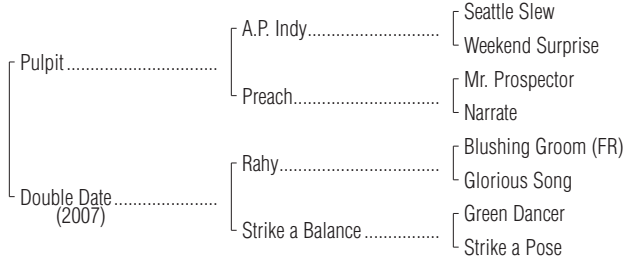 Seattle Slew
A.P. Indy
Weekend Surprise
Pulpit
Mr. Prospector
Preach
Narrate
Blushing Groom (FR)
Rahy
Glorious Song
Double Date
(2007)
Green Dancer
Strike a Balance
Strike a Pose